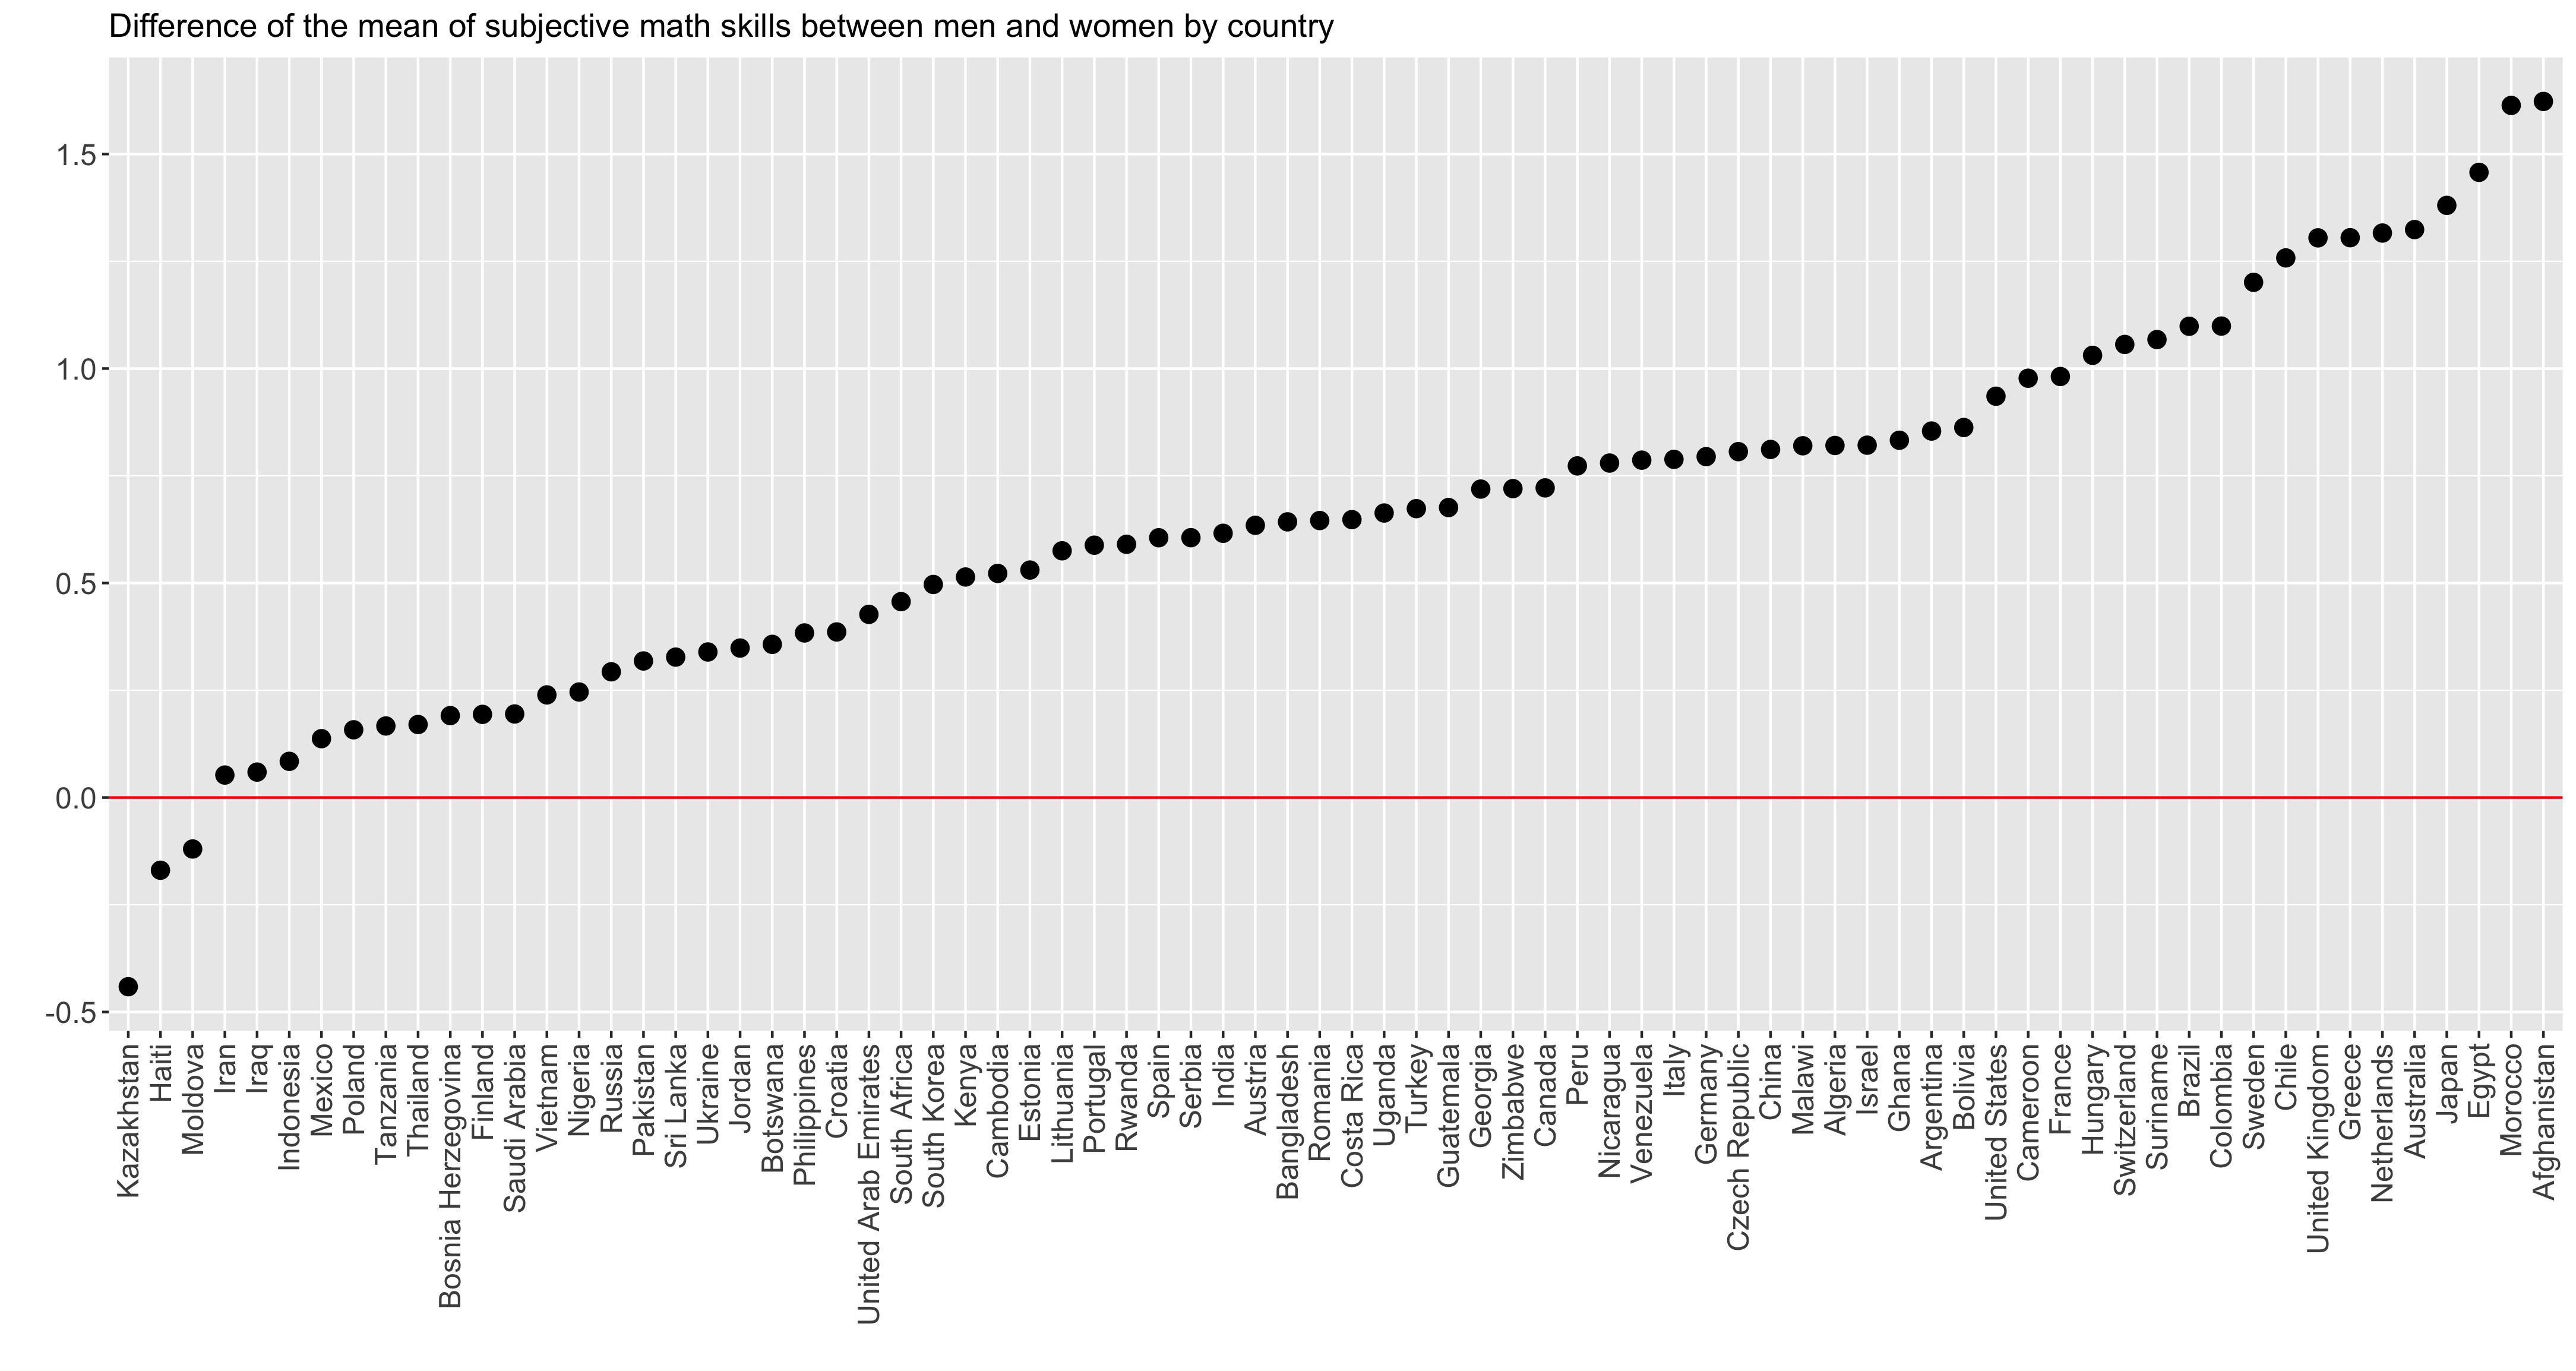 Difference of the mean of subjective math skills between men and women by country
1.5
1.0
0.5
0.0
-0.5
Kazakhstan
Haiti
Moldova
Iran
Iraq
Indonesia
Mexico
Poland
Tanzania
Thailand
Bosnia Herzegovina
Finland
Saudi Arabia
Vietnam
Nigeria
Russia
Pakistan
Sri Lanka
Ukraine
Jordan
Botswana
Philippines
Croatia
United Arab Emirates
South Africa
South Korea
Kenya
Cambodia
Estonia
Lithuania
Portugal
Rwanda
Spain
Serbia
India
Austria
Bangladesh
Romania
Costa Rica
Uganda
Turkey
Guatemala
Georgia
Zimbabwe
Canada
Peru
Nicaragua
Venezuela
Italy
Germany
Czech Republic
China
Malawi
Algeria
Israel
Ghana
Argentina
Bolivia
United States
Cameroon
France
Hungary
Switzerland
Suriname
Brazil
Colombia
Sweden
Chile
United Kingdom
Greece
Netherlands
Australia
Japan
Egypt
Morocco
Afghanistan